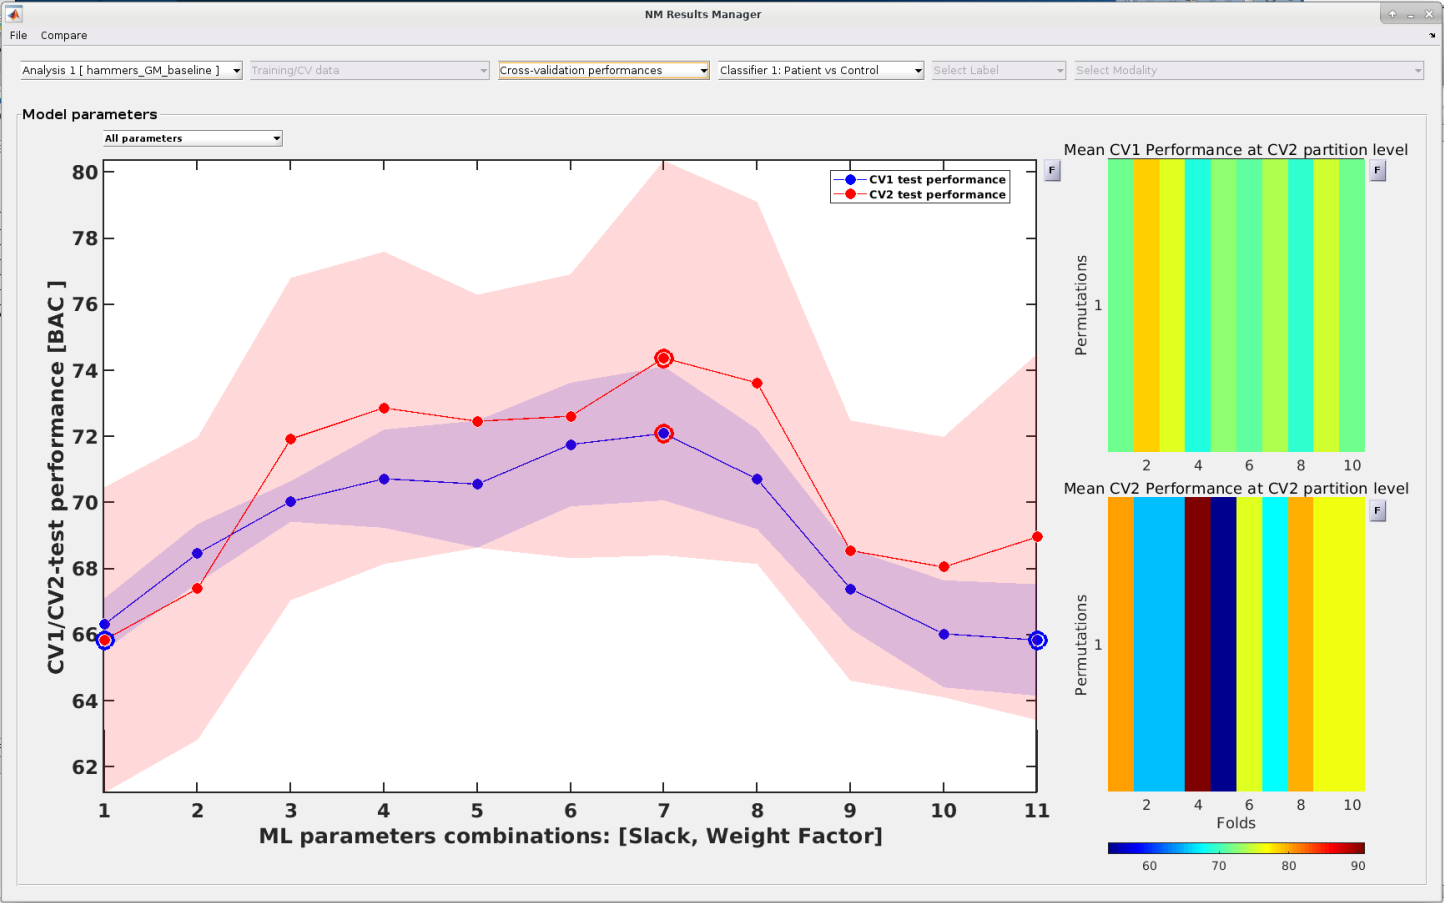 NM Results Manager
File Compare
Analysis 1 [ hammers_GM_baseline ] Training/CV data Cross-validation performances Classifier 1: Patient vs Control Select Label Select Modality
Model parameters
All parameters
CV1/CV2-test performance [BAC ]
80
78
76
74
72
70
68
66
64
62
CV1 test performance
CV2 test performance
F
1 2 3 4 5 6 7 8 9 10 11
ML parameters combinations: [Slack, Weight Factor]
Mean CV1 Performance at CV2 partition level
F
Permutations
1
2 4 6 8 10
Mean CV2 Performance at CV2 partition level
F
Permutations
1
2 4 6 8 10
Folds
60 70 80 90